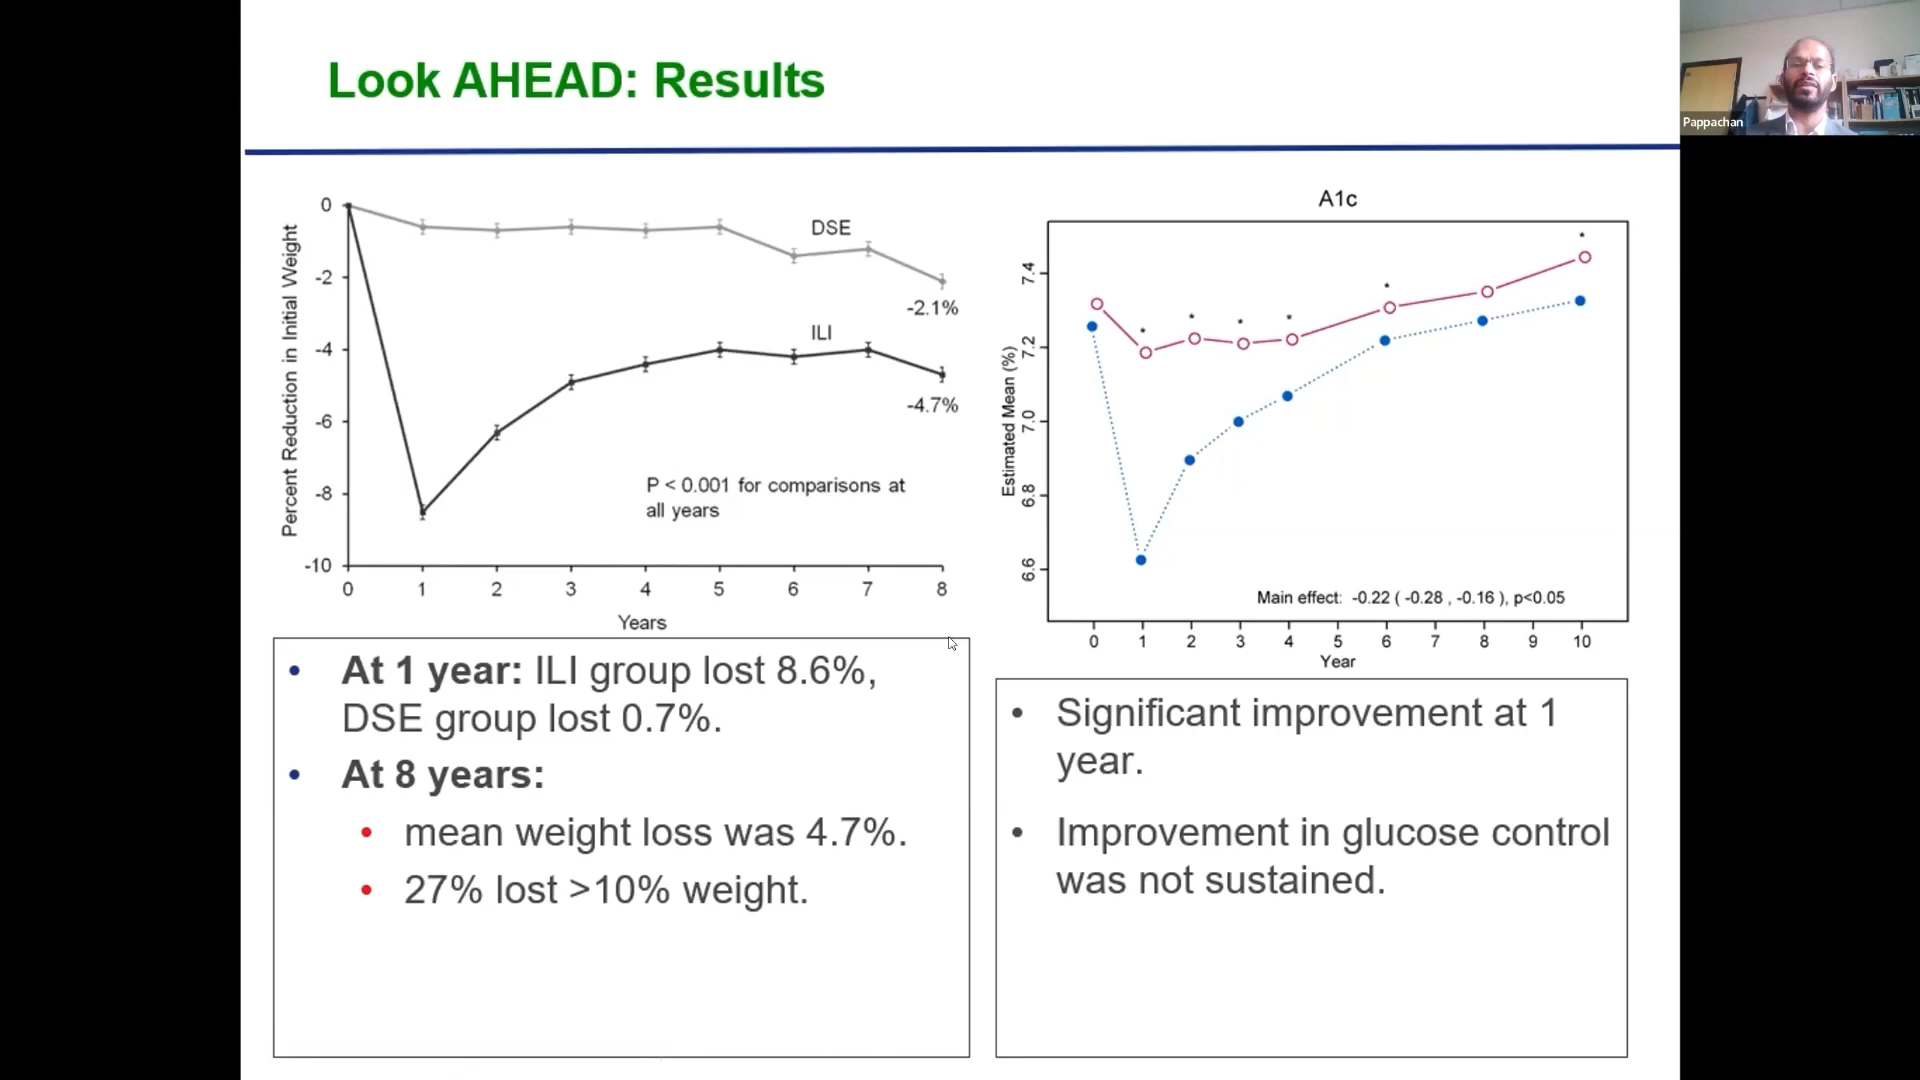 Look AHEAD: Results
Pappachan
Percent Reduction in Initial Weight
0
-2
-4
-6
-8
-10
DSE
-2.1%
ILI
-4.7%
P < 0.001 for comparisons at
all years
0 1 2 3 4 5 6 7 8
Years
A1c
Estimated Mean (%)
7.4
7.2
7.0
6.8
6.6
* * * * * * *
Main effect: -0.22 ( -0.28 , -0.16 ), p<0.05
0 1 2 3 4 5 6 7 8 9 10
Year
• At 1 year: ILI group lost 8.6%,
DSE group lost 0.7%.
• At 8 years:
• mean weight loss was 4.7%.
• 27% lost >10% weight.
• Significant improvement at 1
year.
• Improvement in glucose control
was not sustained.